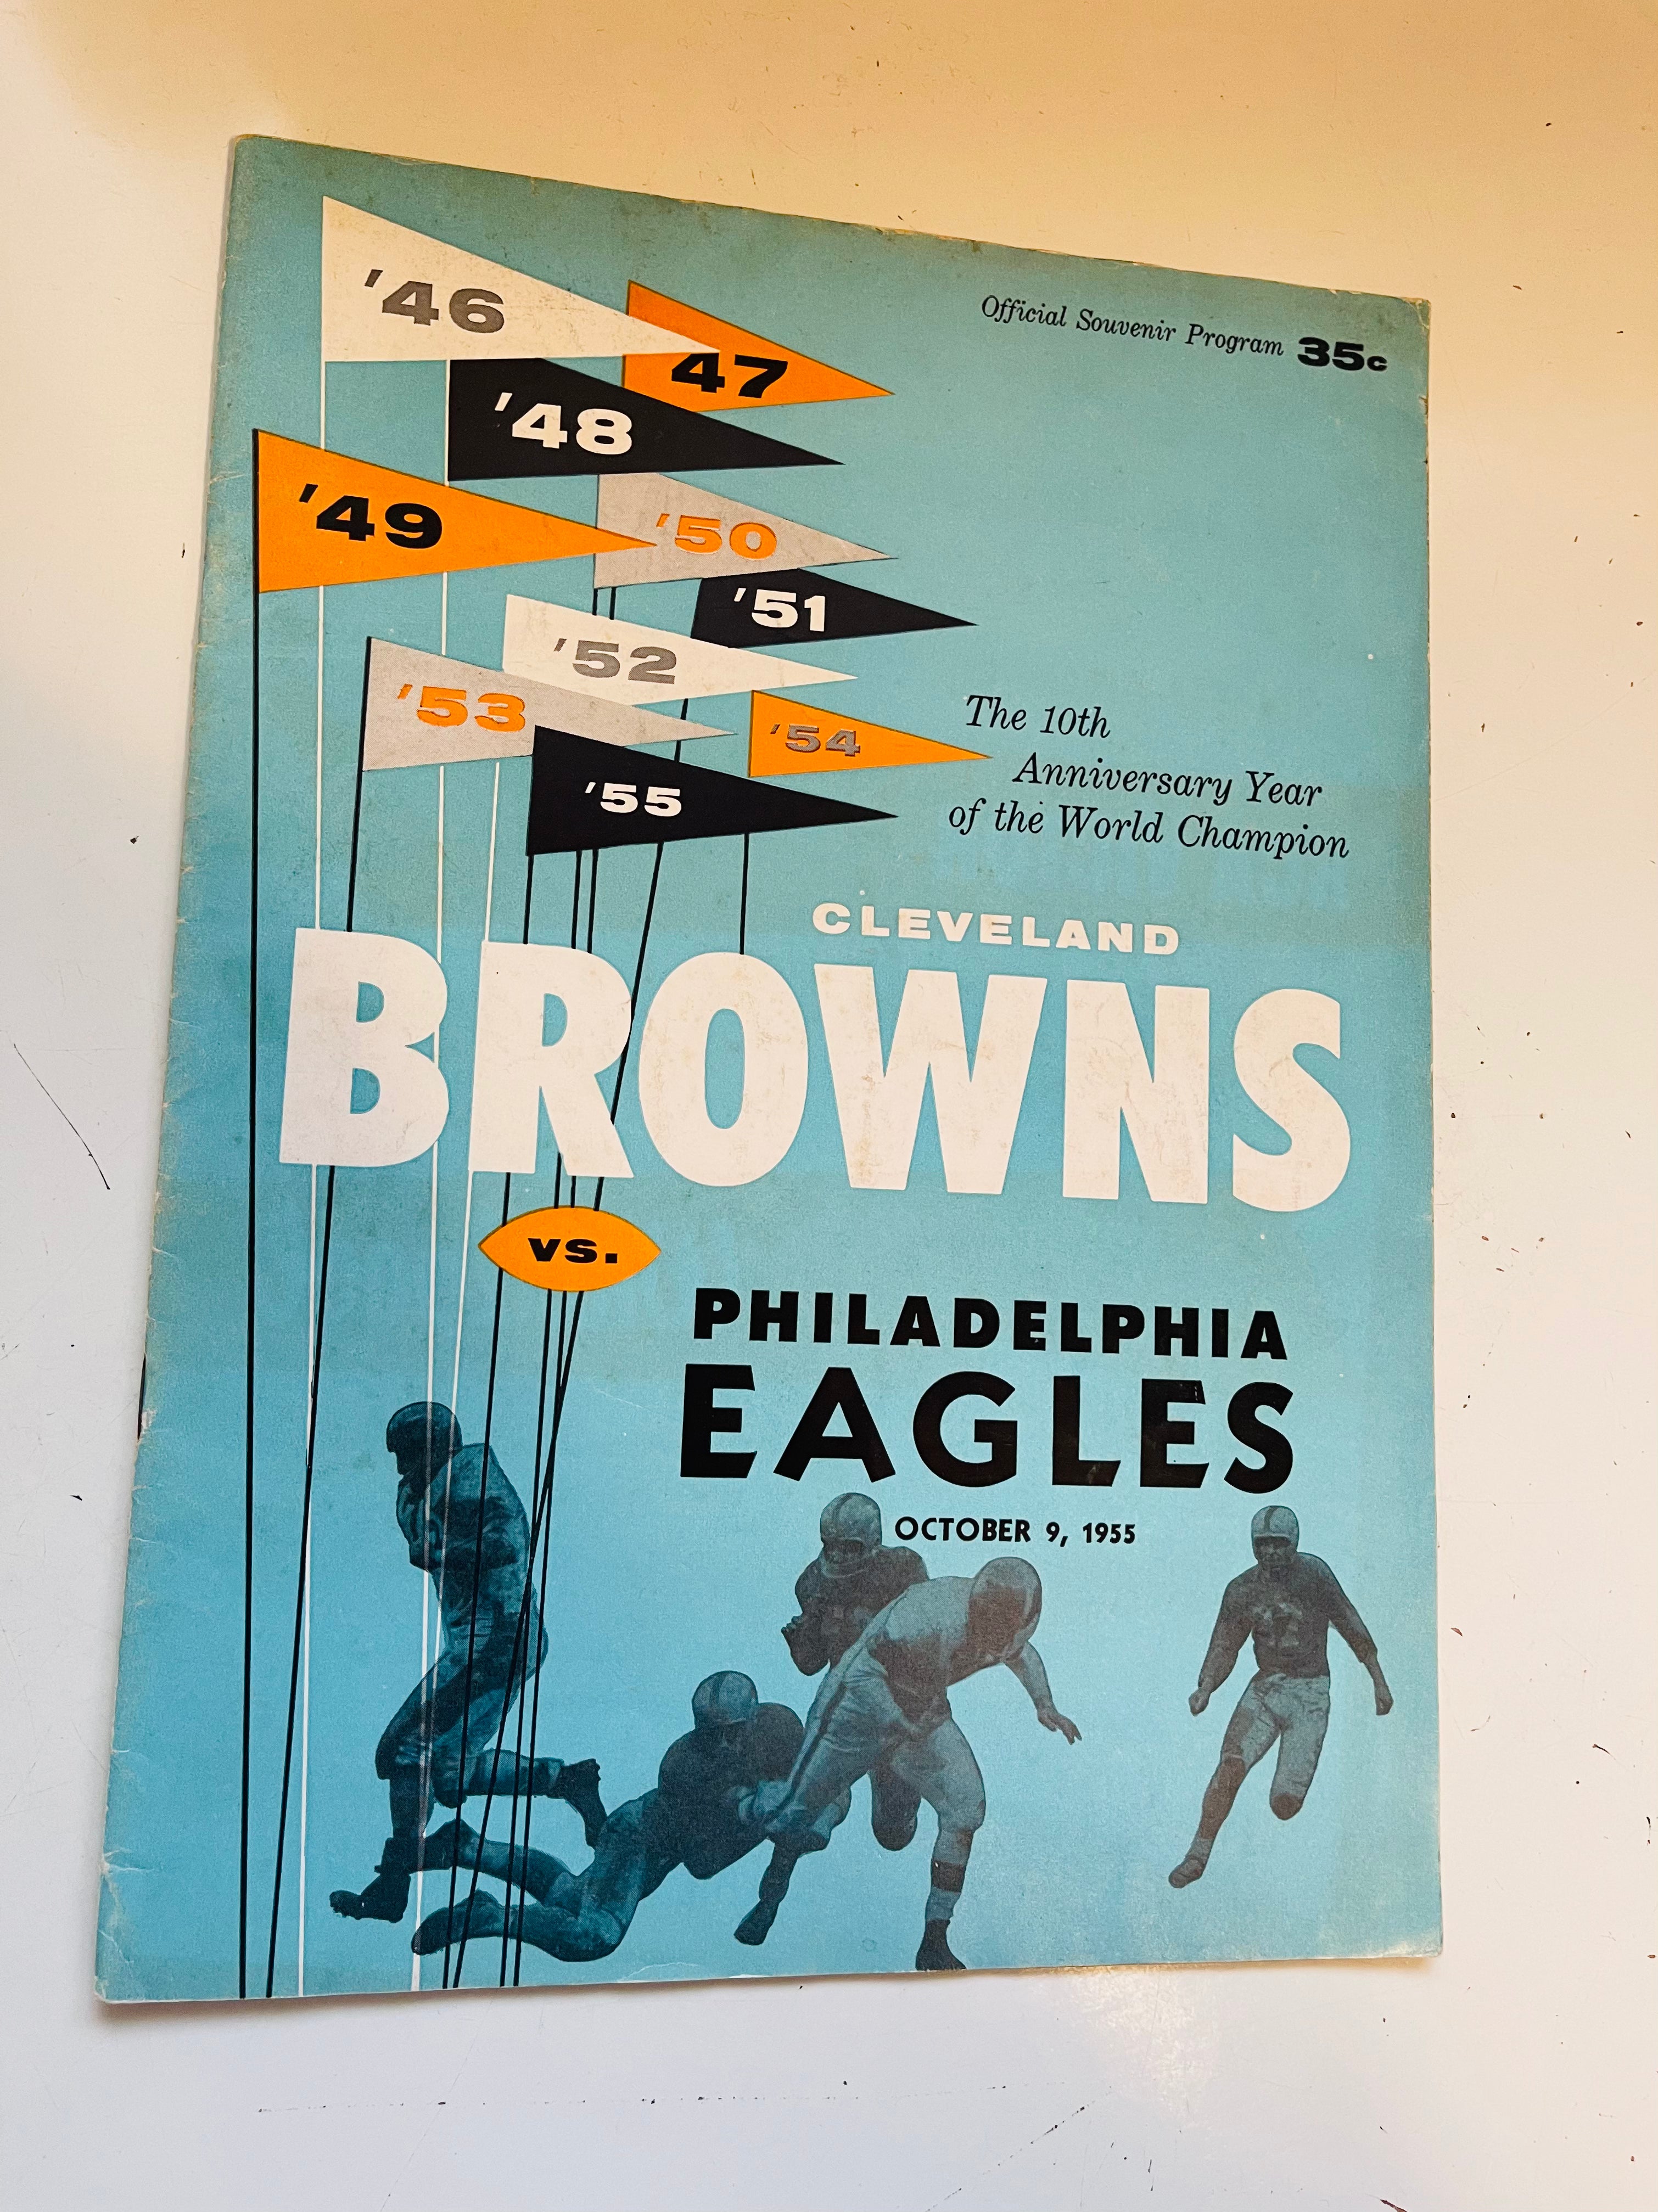 '46
47
'48
'49
'50
'51
'52
'53
'54
'55
Official Souvenir Program 35c
The 10th
Anniversary Year
of the World Champion
CLEVELAND
BROWNS
vs.
PHILADELPHIA
EAGLES
OCTOBER 9, 1955